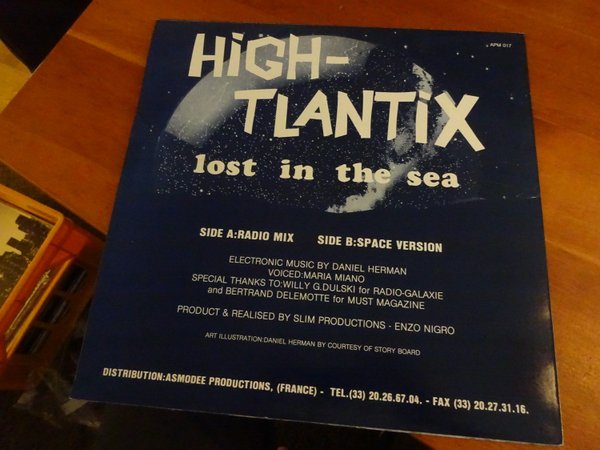 APM 017
HiGH-
TLANTiX
lost in the sea
SIDE A:RADIO MIX SIDE B:SPACE VERSION
ELECTRONIC MUSIC BY DANIEL HERMAN
VOICED:MARIA MIANO
SPECIAL THANKS TO:WILLY G.DULSKI for RADIO-GALAXIE
and BERTRAND DELEMOTTE for MUST MAGAZINE
PRODUCT & REALISED BY SLIM PRODUCTIONS - ENZO NIGRO
ART ILLUSTRATION:DANIEL HERMAN BY COURTESY OF STORY BOARD
DISTRIBUTION:ASMODEE PRODUCTIONS, (FRANCE) - TEL.(33) 20.26.67.04. - FAX (33) 20.27.31.16.